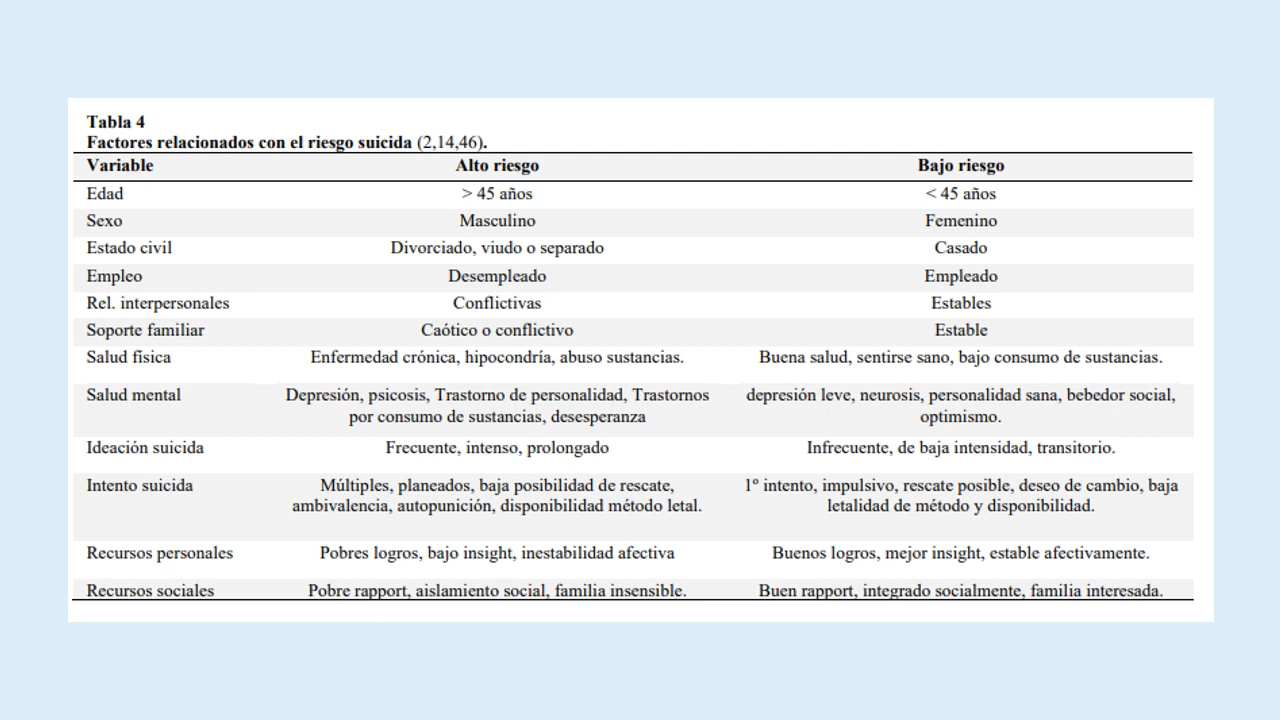 Tabla 4
Factores relacionados con el riesgo suicida (2,14,46).
Variable Alto riesgo Bajo riesgo
Edad > 45 años < 45 años
Sexo Masculino Femenino
Estado civil Divorciado, viudo o separado Casado
Empleo Desempleado Empleado
Rel. interpersonales Conflictivas Estables
Soporte familiar Caótico o conflictivo Estable
Salud física Enfermedad crónica, hipocondría, abuso sustancias. Buena salud, sentirse sano, bajo consumo de sustancias.
Salud mental Depresión, psicosis, Trastorno de personalidad, Trastornos depresión leve, neurosis, personalidad sana, bebedor social,
por consumo de sustancias, desesperanza optimismo.
Ideación suicida Frecuente, intenso, prolongado Infrecuente, de baja intensidad, transitorio.
Intento suicida Múltiples, planeados, baja posibilidad de rescate, 1º intento, impulsivo, rescate posible, deseo de cambio, baja
ambivalencia, autopunición, disponibilidad método letal. letalidad de método y disponibilidad.
Recursos personales Pobres logros, bajo insight, inestabilidad afectiva Buenos logros, mejor insight, estable afectivamente.
Recursos sociales Pobre rapport, aislamiento social, familia insensible. Buen rapport, integrado socialmente, familia interesada.